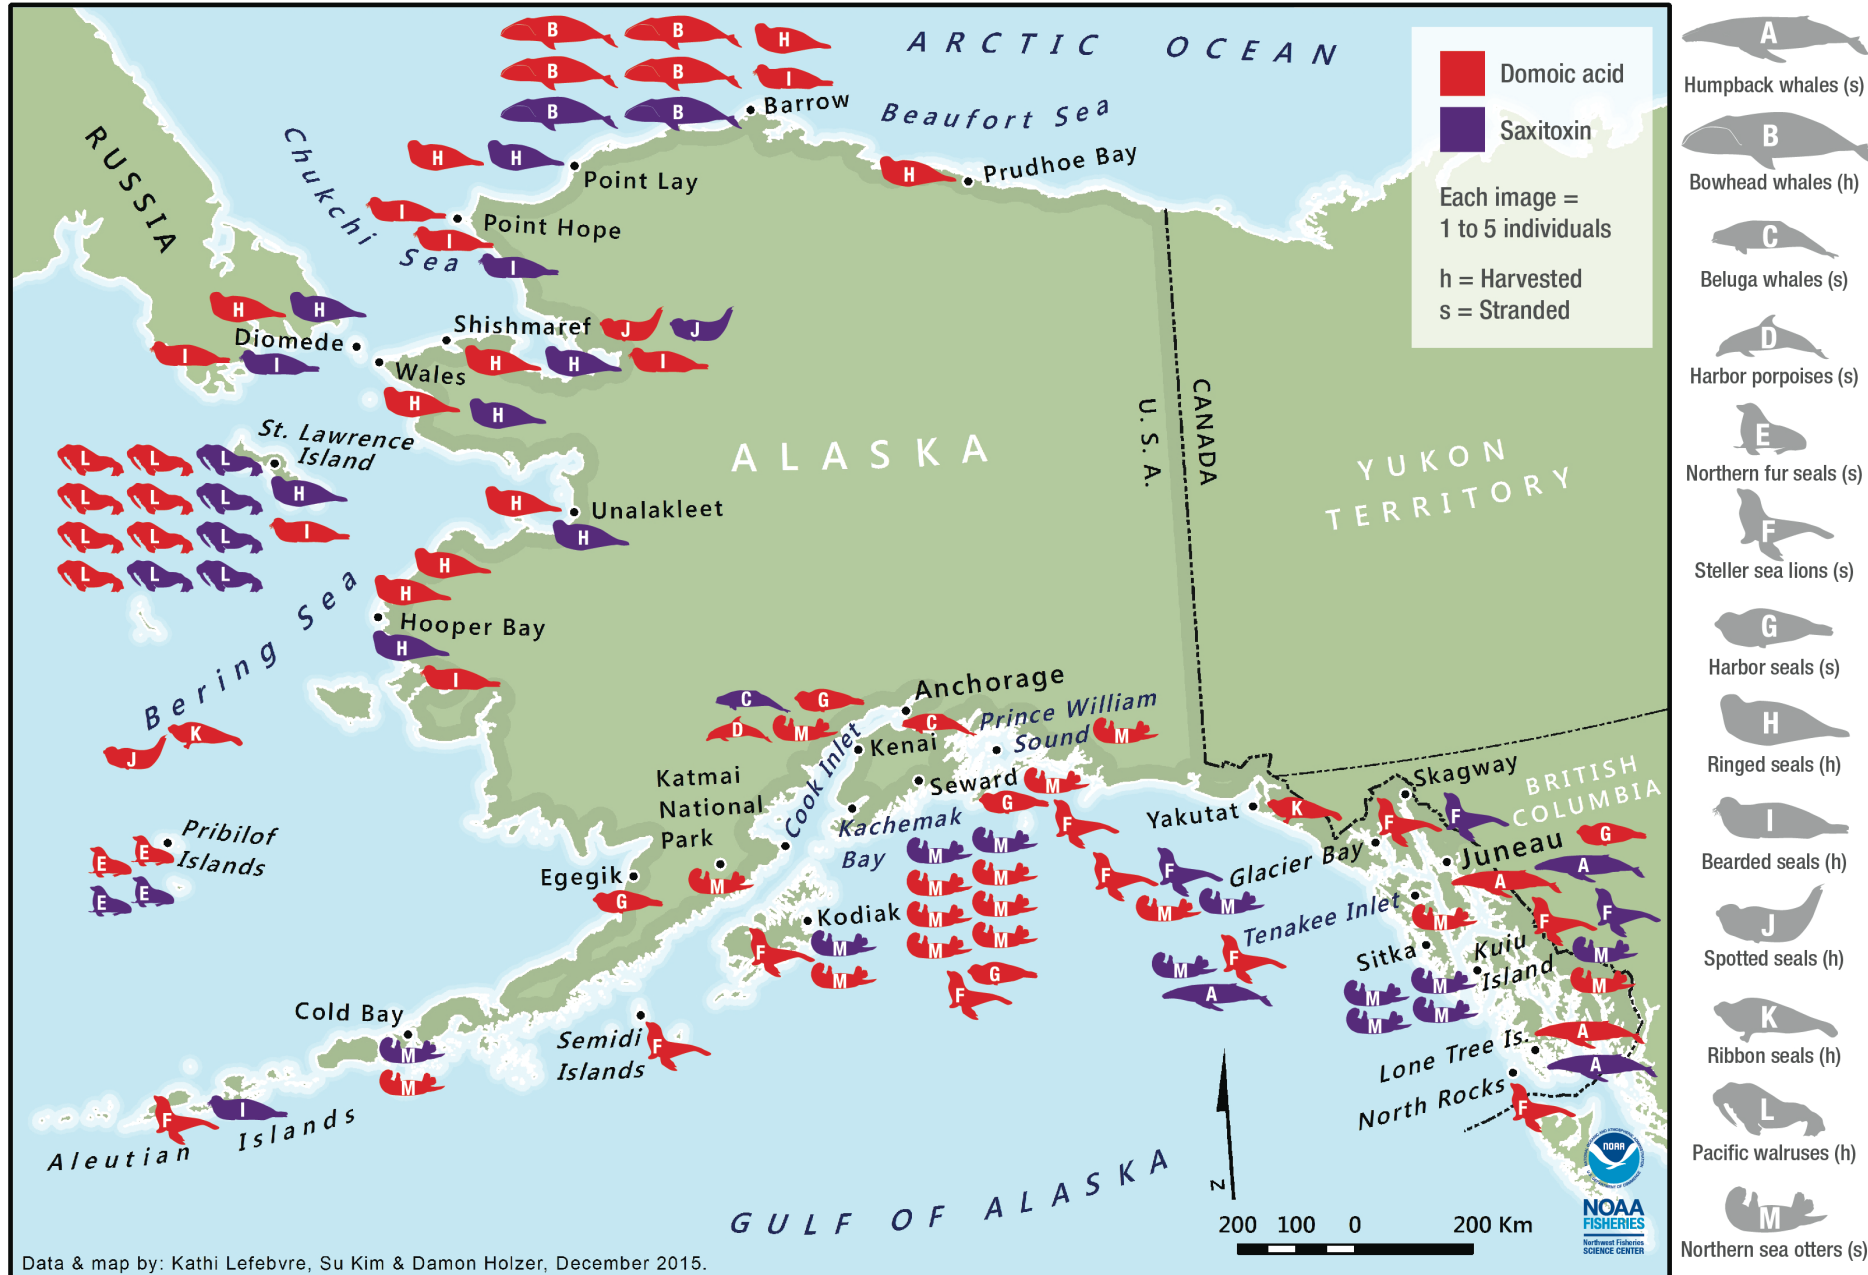 ARCTIC OCEAN
Beaufort Sea
Chukchi Sea
RUSSIA
Barrow
Point Lay
Prudhoe Bay
Point Hope
Diomede
Shishmaref
Wales
St. Lawrence
Island
ALASKA
U.S.A.
CANADA
YUKON
TERRITORY
Unalakleet
Bering Sea
Hooper Bay
Anchorage
Prince William
Sound
Kenai
Cook Inlet
Seward
Katmai
National
Park
Kachemak
Bay
Pribilof
Islands
Egegik
Kodiak
Yakutat
Skagway
BRITISH
COLUMBIA
Glacier Bay
Juneau
Tenakee Inlet
Sitka
Kuiu
Island
Cold Bay
Semidi
Islands
Lone Tree Is.
North Rocks
Aleutian Islands
GULF OF ALASKA
N
200 100 0 200 Km
NOAA
NOAA
FISHERIES
Northwest Fisheries
SCIENCE CENTER
Data & map by: Kathi Lefebvre, Su Kim & Damon Holzer, December 2015.
Domoic acid
Saxitoxin
Each image =
1 to 5 individuals
h = Harvested
s = Stranded
A
Humpback whales (s)
B
Bowhead whales (h)
C
Beluga whales (s)
D
Harbor porpoises (s)
E
Northern fur seals (s)
F
Steller sea lions (s)
G
Harbor seals (s)
H
Ringed seals (h)
I
Bearded seals (h)
J
Spotted seals (h)
K
Ribbon seals (h)
L
Pacific walruses (h)
M
Northern sea otters (s)